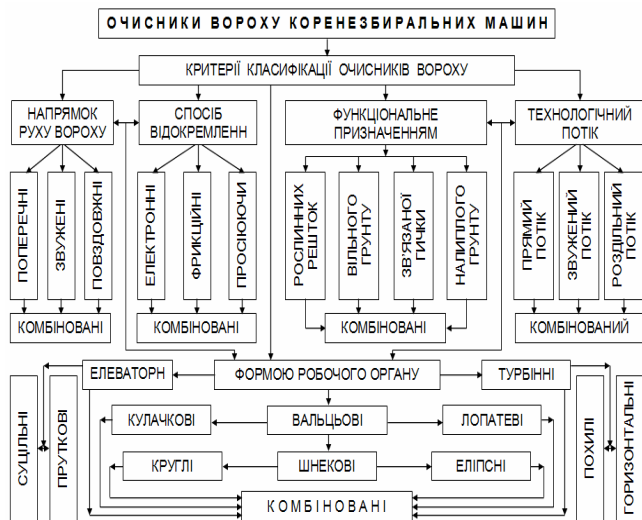 ОЧИСНИКИ ВОРОХУ КОРЕНЕЗБИРАЛЬНИХ МАШИН
КРИТЕРІЇ КЛАСИФІКАЦІЇ ОЧИСНИКІВ ВОРОХУ
НАПРЯМОК
РУХУ ВОРОХУ
СПОСІБ
ВІДОКРЕМЛЕНН
ФУНКЦІОНАЛЬНЕ
ПРИЗНАЧЕННЯМ
ТЕХНОЛОГІЧНИЙ
ПОТІК
ПОПЕРЕЧНІ
ЗВУЖЕНІ
ПОВЗДОВЖНІ
ЕЛЕКТРОННІ
ФРИКЦІЙНІ
ПРОСІЮЮЧИ
РОСЛИННИХ
РЕШТОК
ВІЛЬНОГО
ГРУНТУ
ЗВ'ЯЗАНОЇ
ГИЧКИ
НАЛИПЛОГО
ГРУНТУ
ПРЯМИЙ
ПОТІК
ЗВУЖЕНИЙ
ПОТІК
РОЗДІЛЬНИЙ
ПОТІК
КОМБІНОВАНІ
КОМБІНОВАНІ
КОМБІНОВАНІ
КОМБІНОВАНИЙ
ЕЛЕВАТОРН
ФОРМОЮ РОБОЧОГО ОРГАНУ
ТУРБІННІ
СУЦІЛЬНІ
ПРУТКОВІ
КУЛАЧКОВІ
ВАЛЬЦЬОВІ
ЛОПАТЕВІ
ПОХИЛІ
ГОРИЗОНТАЛЬНІ
КРУГЛІ
ШНЕКОВІ
ЕЛІПСНІ
КОМБІНОВАНІ